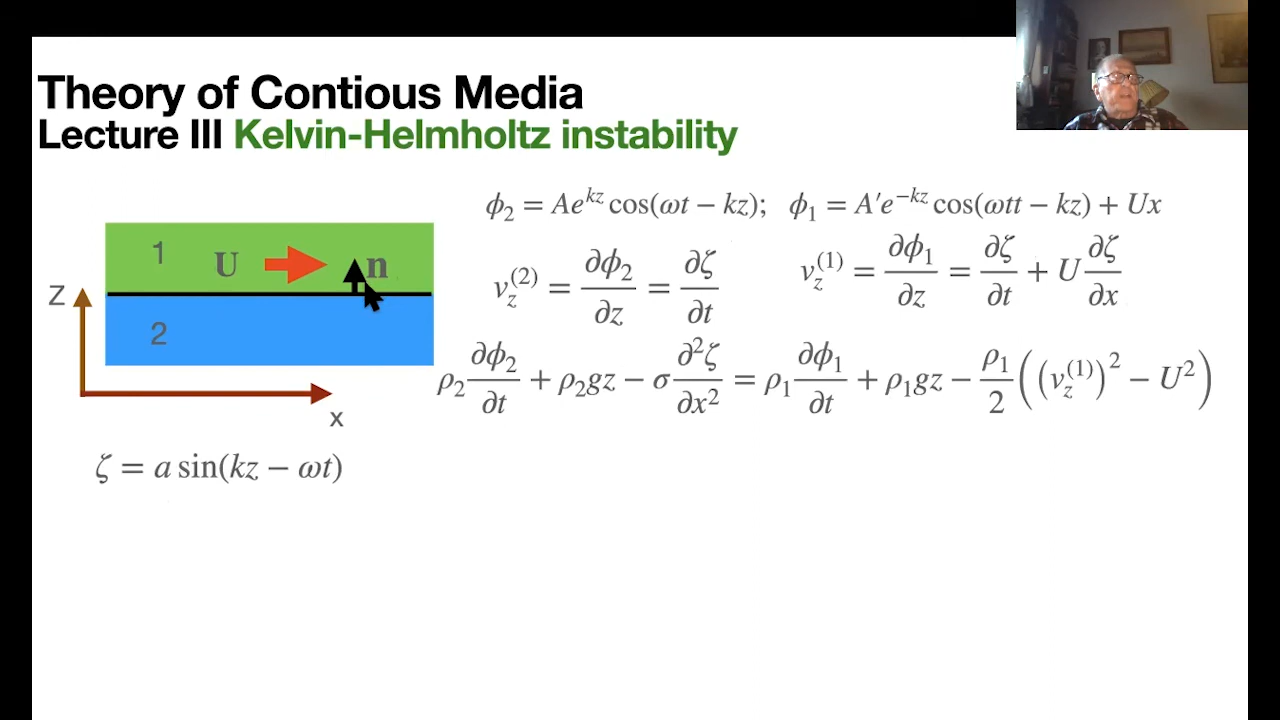 Theory of Contious Media
Lecture III Kelvin-Helmholtz instability
ϕ₂ = Ae^{kz} cos(ωt − kz); ϕ₁ = A′e^{−kz} cos(ωtt − kz) + Ux
1 U n
v_z^{(2)} = ∂ϕ₂/∂z = ∂ζ/∂t
v_z^{(1)} = ∂ϕ₁/∂z = ∂ζ/∂t + U ∂ζ/∂x
Z
2
ρ₂ ∂ϕ₂/∂t + ρ₂gz − σ ∂²ζ/∂x² = ρ₁ ∂ϕ₁/∂t + ρ₁gz − ρ₁/2 ((v_z^{(1)})² − U²)
x
ζ = a sin(kz − ωt)